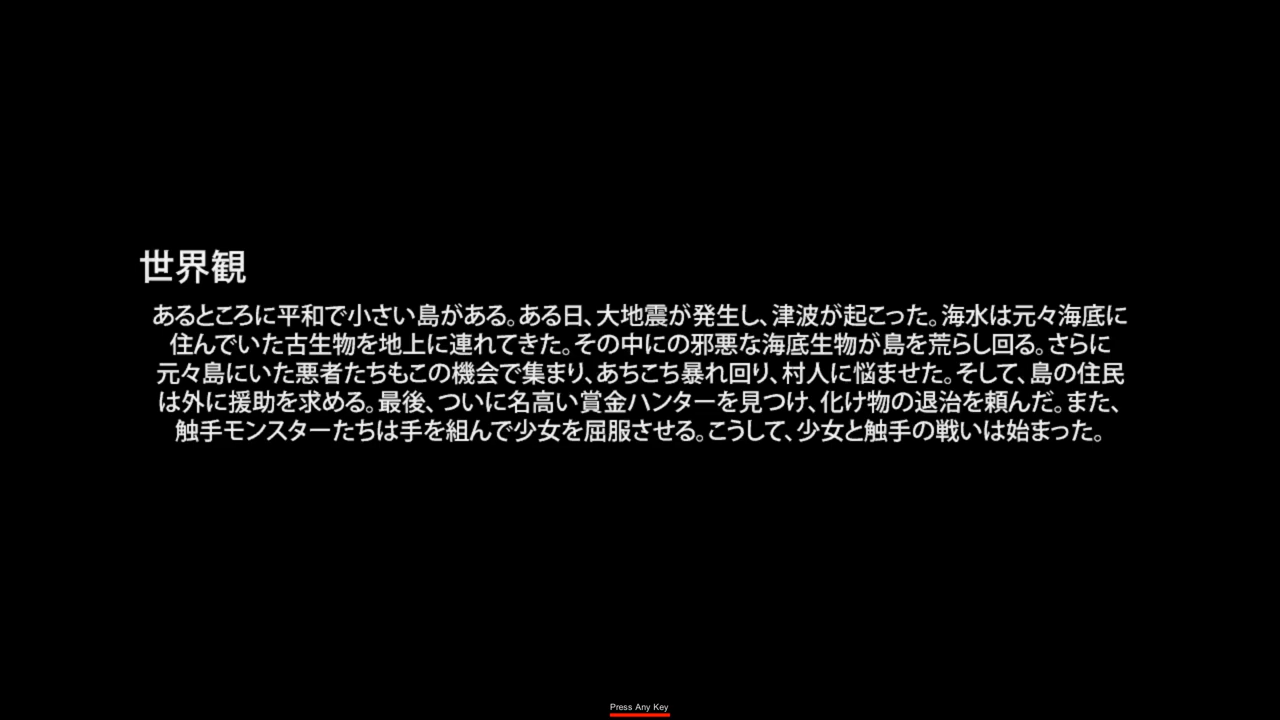 世界観
あるところに平和で小さい島がある。ある日、大地震が発生し、津波が起こった。海水は元々海底に
住んでいた古生物を地上に連れてきた。その中にの邪悪な海底生物が島を荒らし回る。さらに
元々島にいた悪者たちもこの機会で集まり、あちこち暴れ回り、村人に悩ませた。そして、島の住民
は外に援助を求める。最後、ついに名高い賞金ハンターを見つけ、化け物の退治を頼んだ。また、
触手モンスターたちは手を組んで少女を屈服させる。こうして、少女と触手の戦いは始まった。
Press Any Key